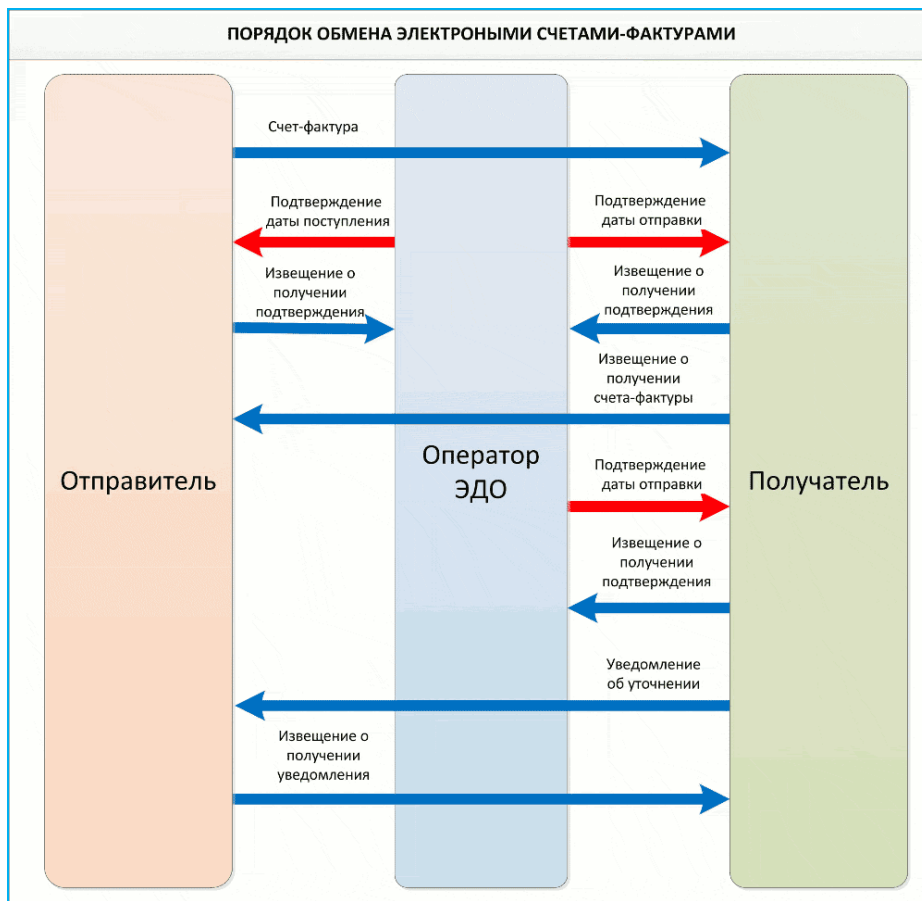 ПОРЯДОК ОБМЕНА ЭЛЕКТРОНЫМИ СЧЕТАМИ-ФАКТУРАМИ
Счет-фактура
Подтверждение
даты поступления
Подтверждение
даты отправки
Извещение о
получении
подтверждения
Извещение о
получении
подтверждения
Извещение о
получении
счета-фактуры
Отправитель
Оператор
ЭДО
Получатель
Подтверждение
даты отправки
Извещение о
получении
подтверждения
Уведомление
об уточнении
Извещение о
получении
уведомления